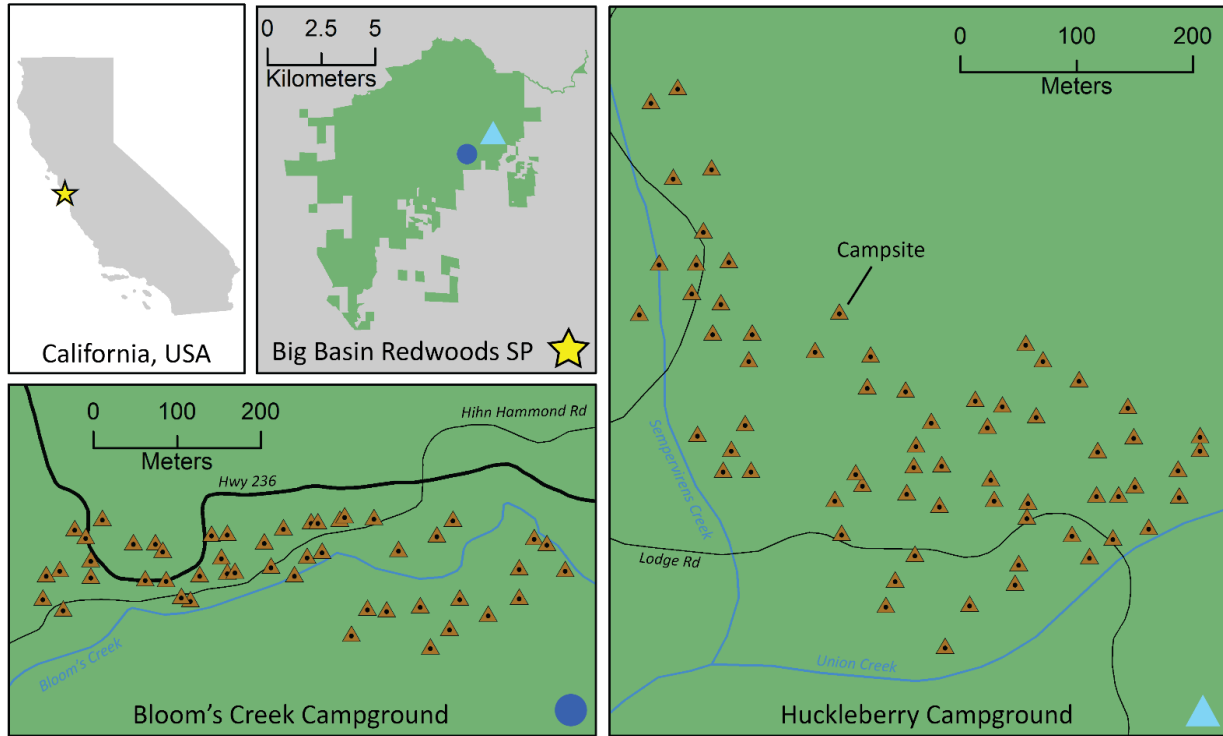 California, USA
0 2.5 5
Kilometers
Big Basin Redwoods SP
0 100 200
Meters
Hihn Hammond Rd
Hwy 236
Bloom's Creek
Bloom's Creek Campground
0 100 200
Meters
Campsite
Sempervirens Creek
Lodge Rd
Union Creek
Huckleberry Campground